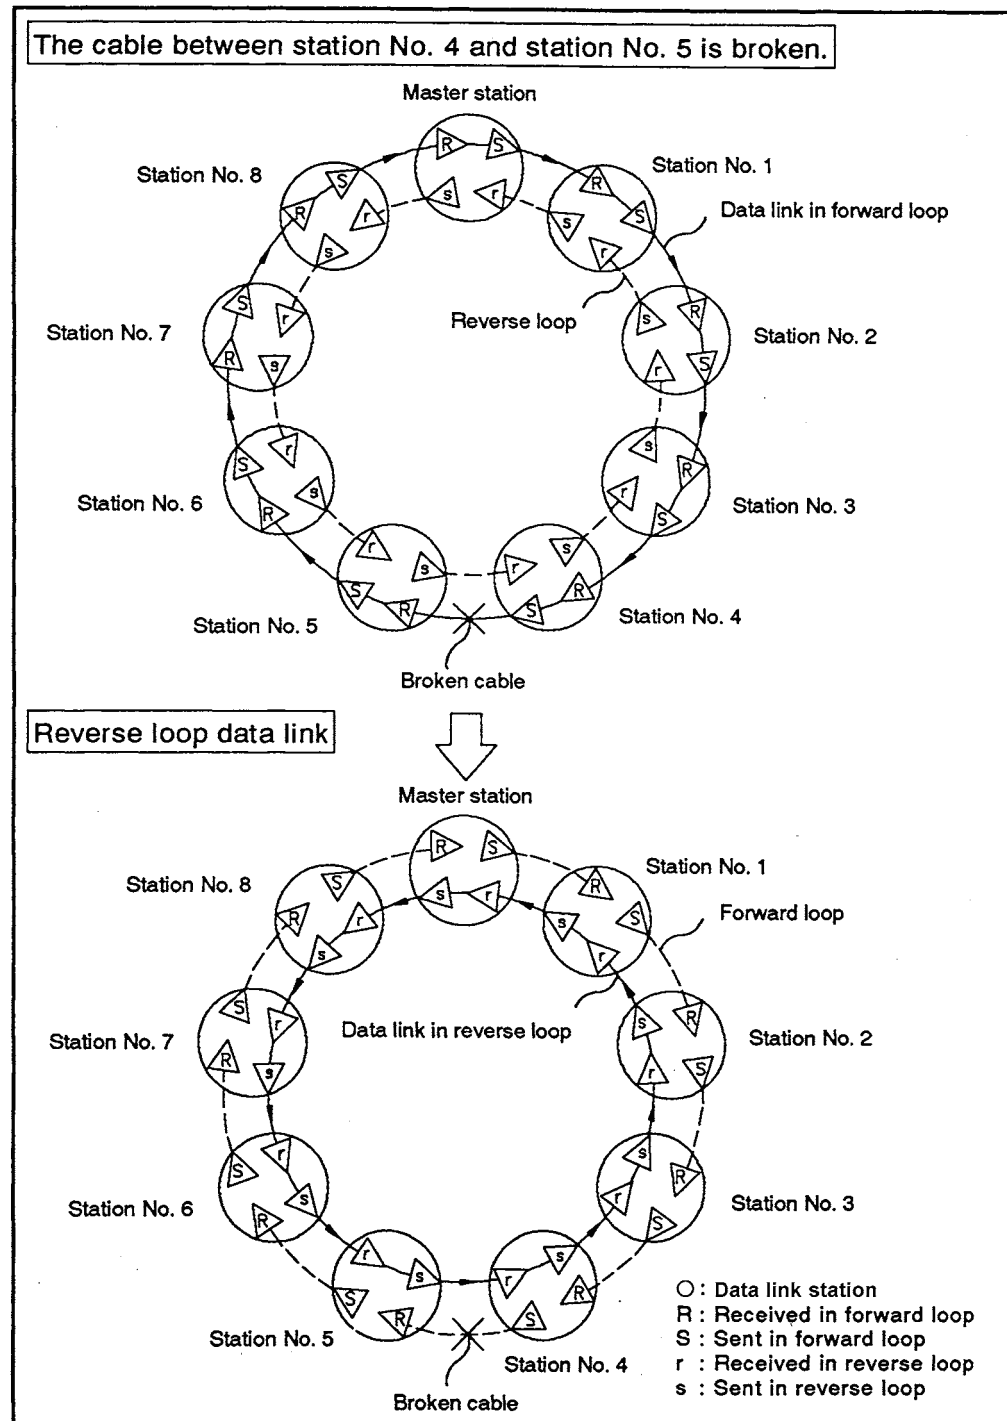 The cable between station No. 4 and station No. 5 is broken.
Master station
Station No. 8
Station No. 1
R S
R S
R S
s r
r s
s r
Data link in forward loop
Reverse loop
Station No. 7
Station No. 2
S R
R S
r s
s r
Station No. 6
Station No. 3
S R
R S
r s
s r
Station No. 5
Station No. 4
r s
r s
S R
S R
Broken cable
Reverse loop data link
Master station
Station No. 8
Station No. 1
R S
S R
R S
s r
r s
s r
Forward loop
Data link in reverse loop
Station No. 7
Station No. 2
S R
R S
r s
s r
Station No. 6
Station No. 3
S R
R S
r s
s r
Station No. 5
Station No. 4
r s
r s
S R
S R
Broken cable
○ : Data link station
R : Received in forward loop
S : Sent in forward loop
r : Received in reverse loop
s : Sent in reverse loop